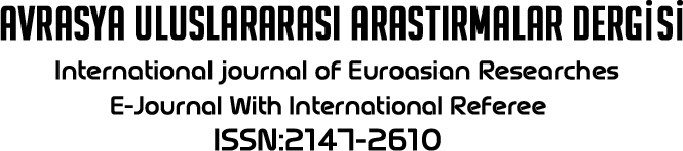 AVRASYA ULUSLARARASI ARASTIRMALAR DERGİSİ
International journal of Euroasian Researches
E-Journal With International Referee
ISSN:2147-2610